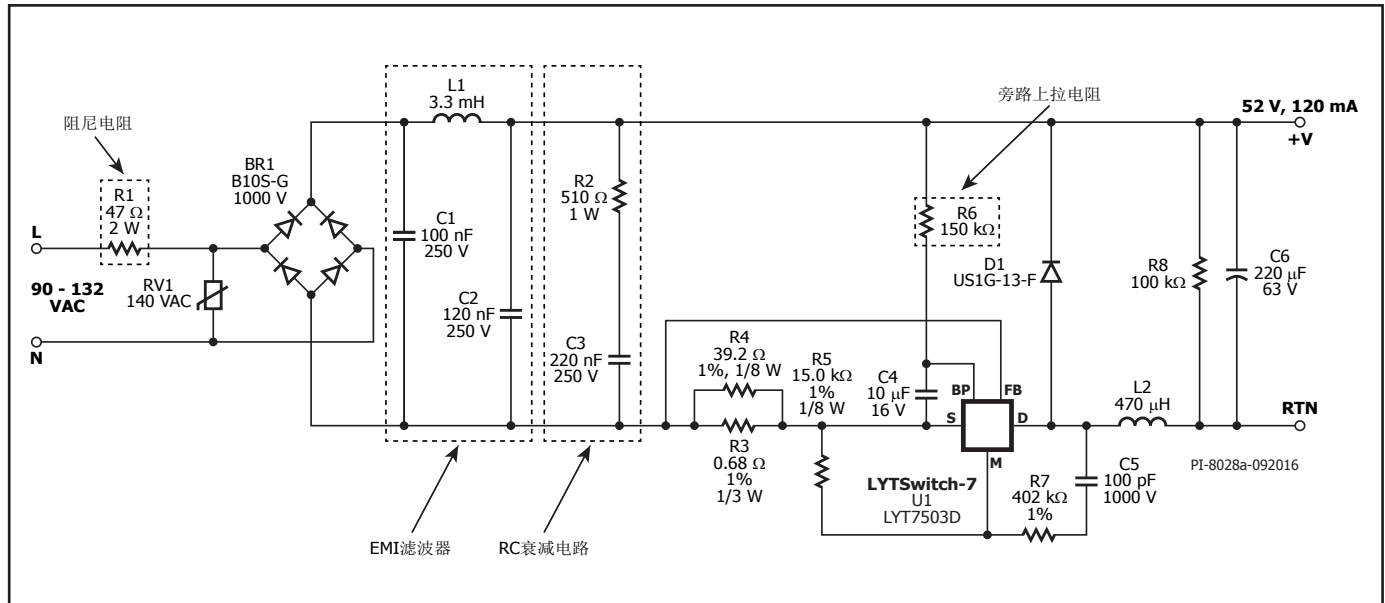 阻尼电阻
R1
47 Ω
2 W
L
90 - 132
VAC
N
RV1
140 VAC
BR1
B10S-G
1000 V
L1
3.3 mH
C1
100 nF
250 V
C2
120 nF
250 V
EMI滤波器
R2
510 Ω
1 W
C3
220 nF
250 V
RC衰减电路
R4
39.2 Ω
1%, 1/8 W
R3
0.68 Ω
1%
1/3 W
R5
15.0 kΩ
1%
1/8 W
旁路上拉电阻
R6
150 kΩ
C4
10 μF
16 V
BP
FB
S
D
M
LYTSwitch-7
U1
LYT7503D
D1
US1G-13-F
R7
402 kΩ
1%
C5
100 pF
1000 V
L2
470 μH
R8
100 kΩ
C6
220 μF
63 V
52 V, 120 mA
+V
RTN
PI-8028a-092016